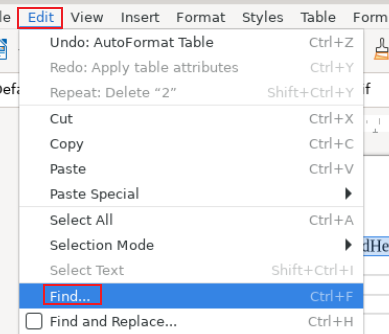 Edit View Insert Format Styles Table Form
Undo: AutoFormat Table Ctrl+Z
Redo: Apply table attributes Ctrl+Y
Repeat: Delete “2” Shift+Ctrl+Y
Cut Ctrl+X
Copy Ctrl+C
Paste Ctrl+V
Paste Special
Select All Ctrl+A
Selection Mode
dHe
Select Text Shift+Ctrl+I
Find... Ctrl+F
Find and Replace... Ctrl+H